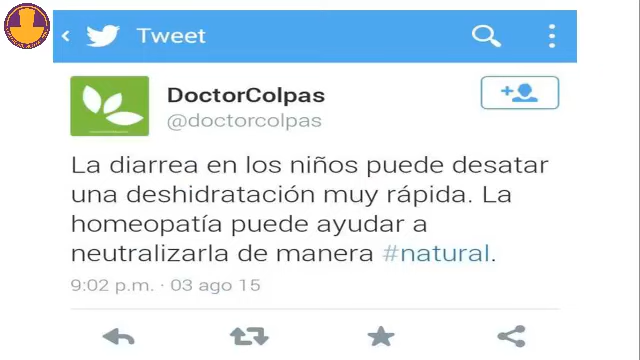 Tweet
DoctorColpas
@doctorcolpas
La diarrea en los niños puede desatar
una deshidratación muy rápida. La
homeopatía puede ayudar a
neutralizarla de manera #natural.
9:02 p.m. · 03 ago 15